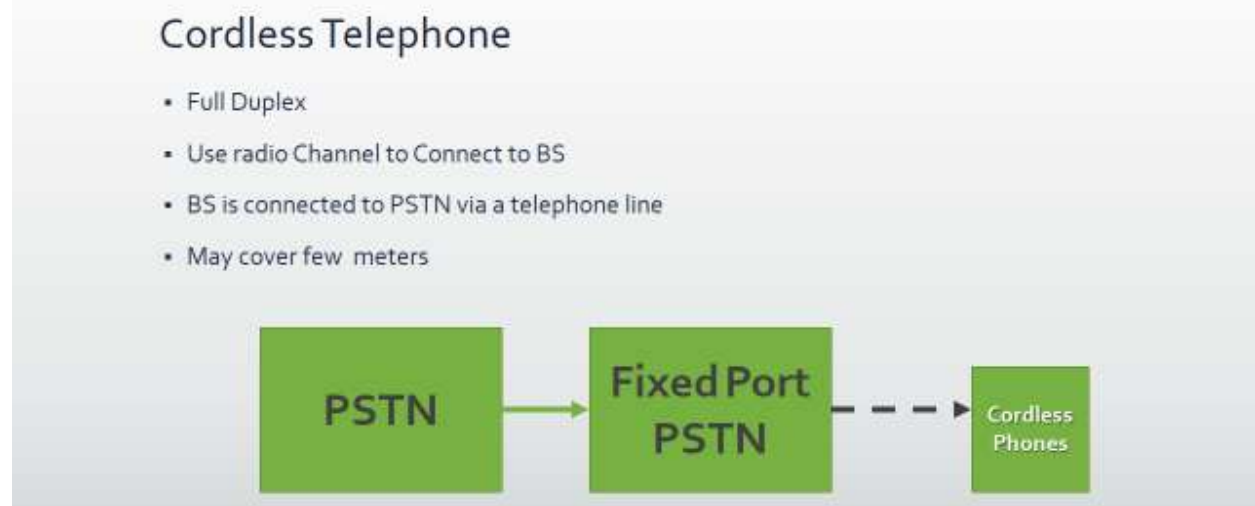 Cordless Telephone
▪ Full Duplex
▪ Use radio Channel to Connect to BS
▪ BS is connected to PSTN via a telephone line
▪ May cover few meters
PSTN
Fixed Port
PSTN
Cordless
Phones